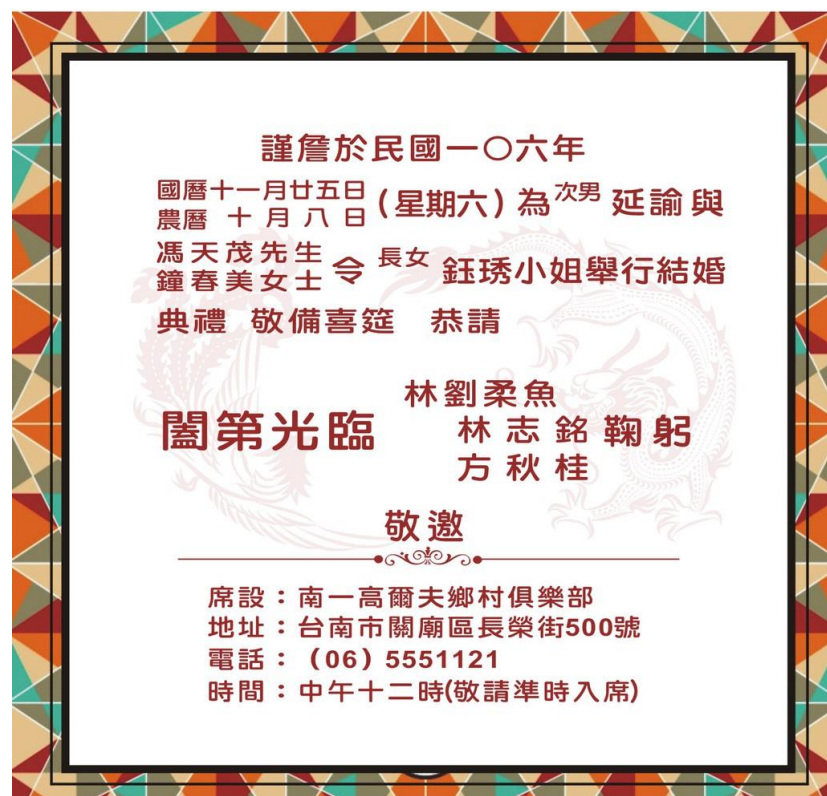 謹詹於民國一〇六年
國曆十一月廿五日
農曆 十月八日 (星期六) 為 次男 延諭與
馮天茂先生
鐘春美女士 令 長女 鈺琇小姐舉行結婚
典禮 敬備喜筵 恭請
林劉柔魚
闔第光臨 林志銘 鞠躬
方秋桂
敬邀
席設：南一高爾夫鄉村俱樂部
地址：台南市關廟區長榮街500號
電話：（06）5551121
時間：中午十二時(敬請準時入席)